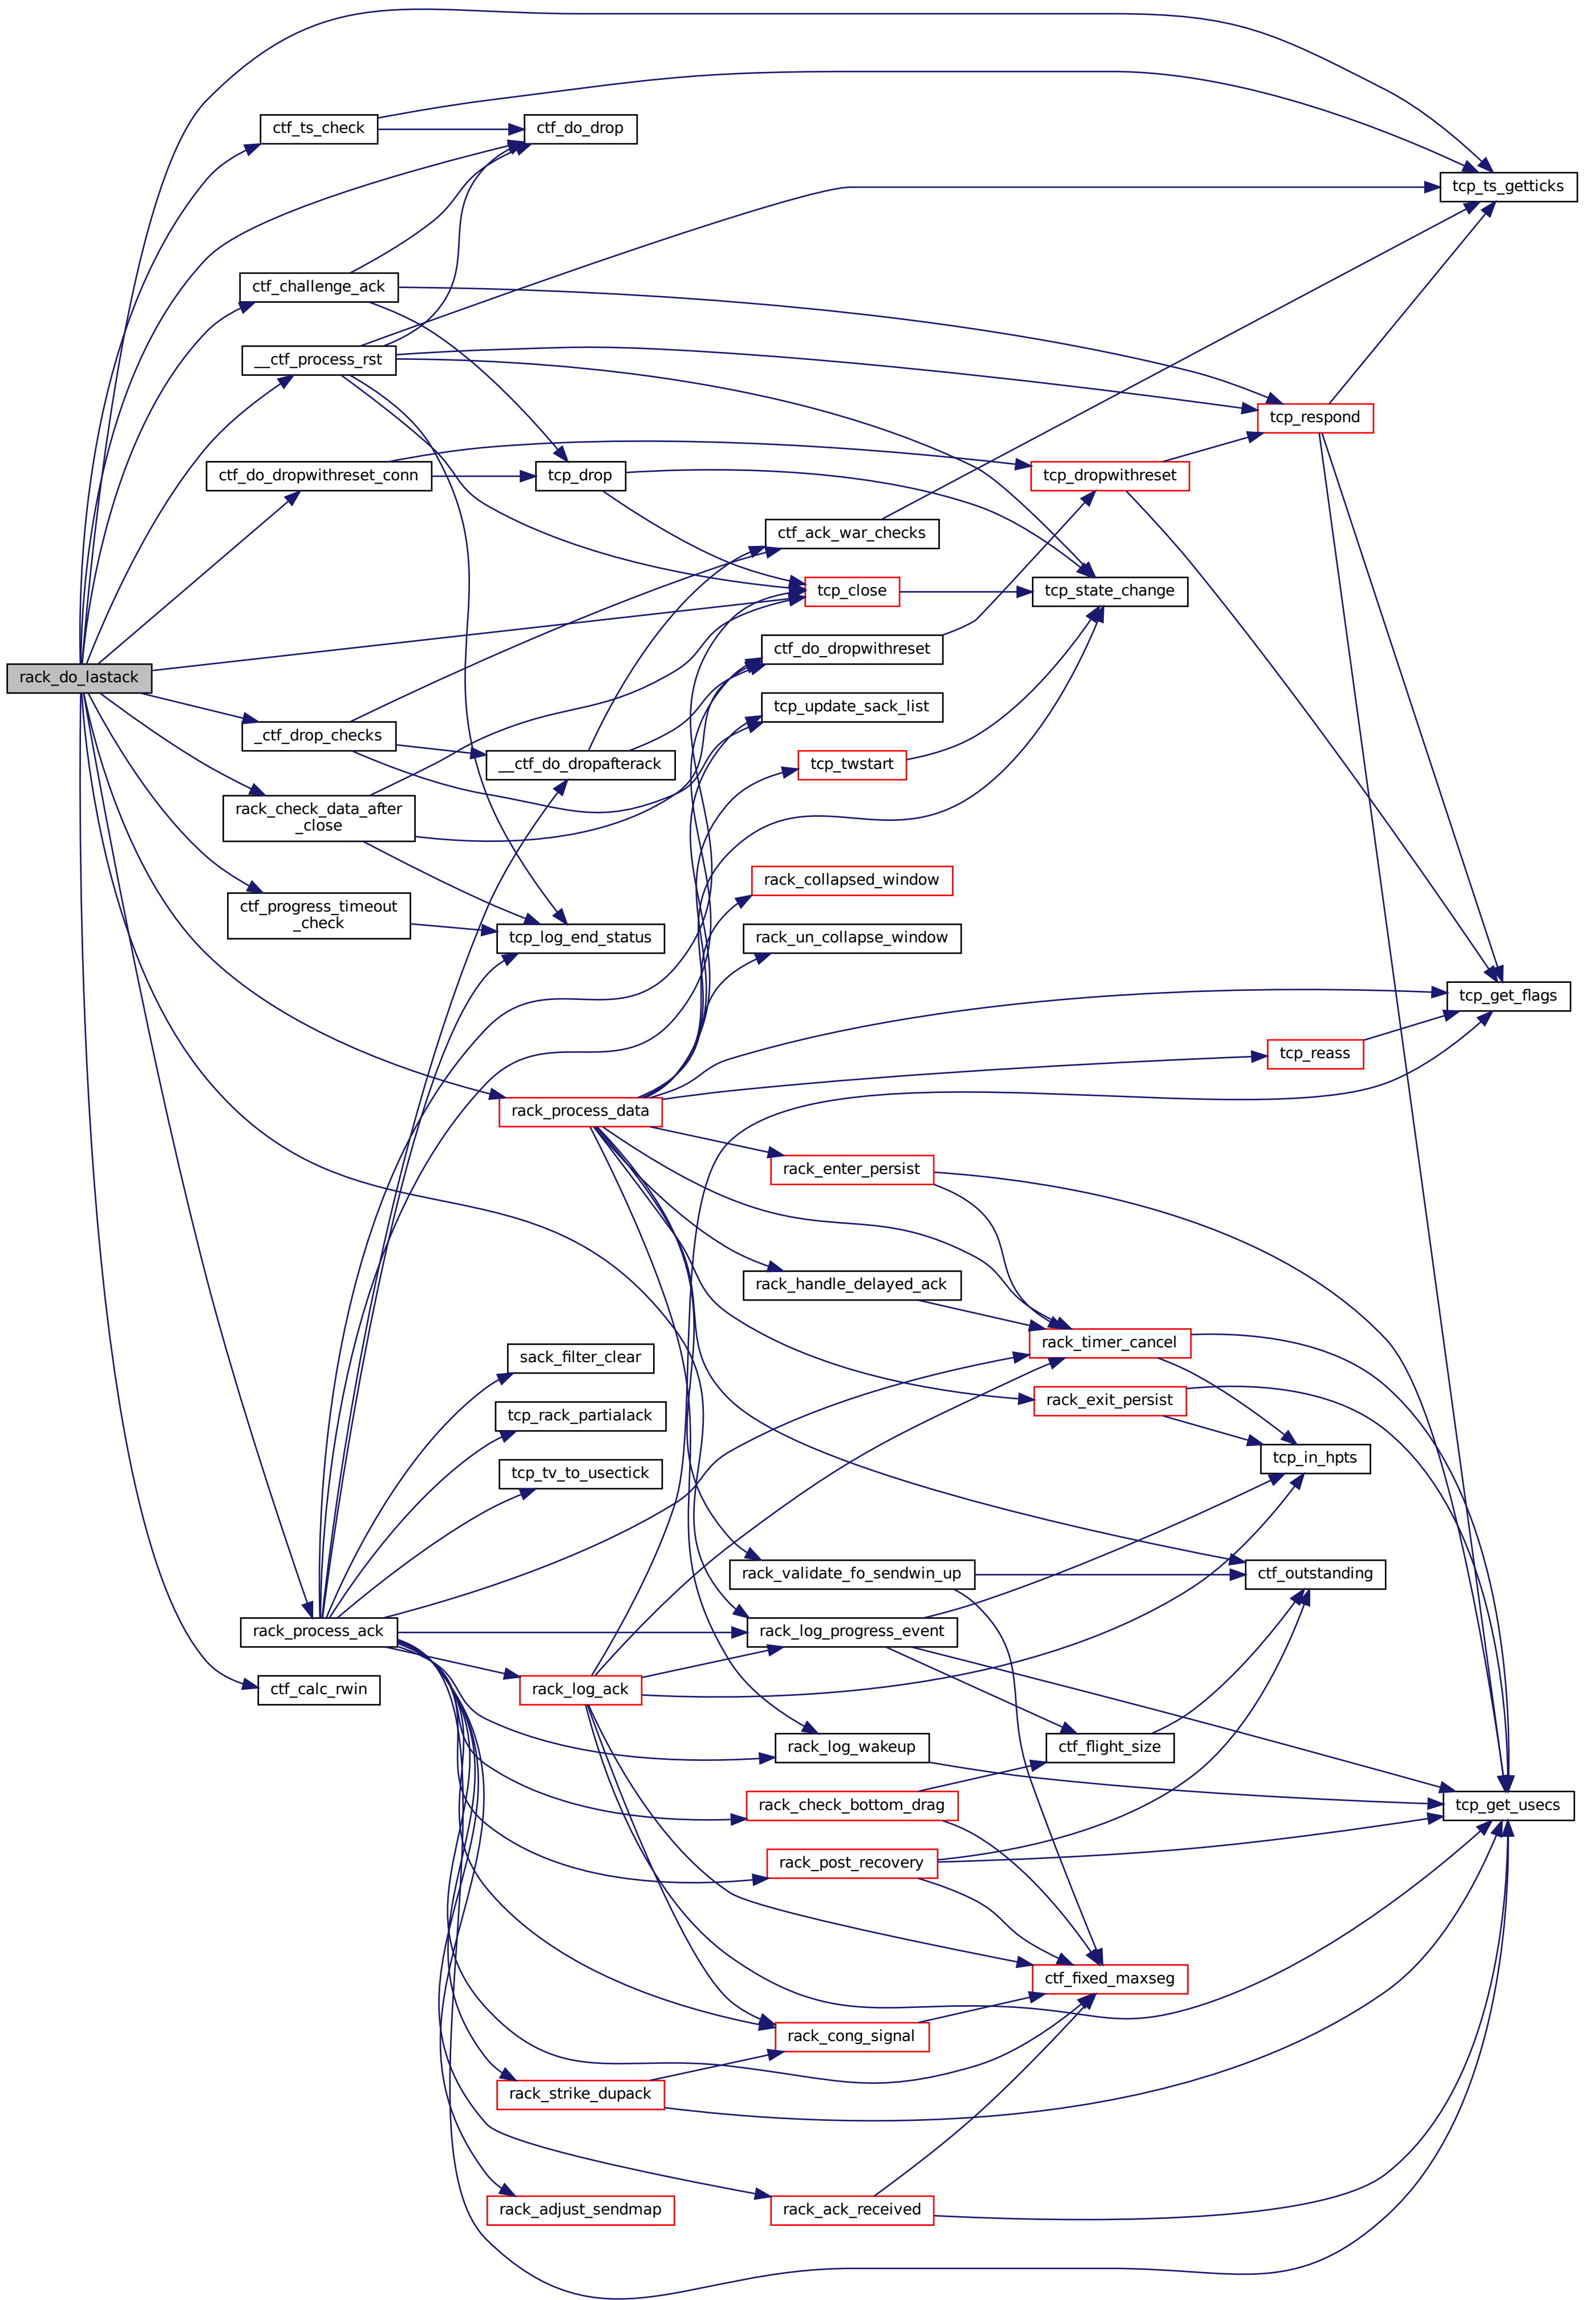 ctf_ts_check
ctf_do_drop
tcp_ts_getticks
ctf_challenge_ack
__ctf_process_rst
tcp_respond
ctf_do_dropwithreset_conn
tcp_drop
tcp_dropwithreset
ctf_ack_war_checks
tcp_close
tcp_state_change
ctf_do_dropwithreset
rack_do_lastack
tcp_update_sack_list
_ctf_drop_checks
__ctf_do_dropafterack
tcp_twstart
rack_check_data_after
_close
rack_collapsed_window
ctf_progress_timeout
_check
tcp_log_end_status
rack_un_collapse_window
tcp_get_flags
tcp_reass
rack_process_data
rack_enter_persist
rack_handle_delayed_ack
rack_timer_cancel
sack_filter_clear
rack_exit_persist
tcp_rack_partialack
tcp_in_hpts
tcp_tv_to_usectick
rack_validate_fo_sendwin_up
ctf_outstanding
rack_process_ack
rack_log_progress_event
ctf_calc_rwin
rack_log_ack
rack_log_wakeup
ctf_flight_size
rack_check_bottom_drag
tcp_get_usecs
rack_post_recovery
ctf_fixed_maxseg
rack_cong_signal
rack_strike_dupack
rack_adjust_sendmap
rack_ack_received